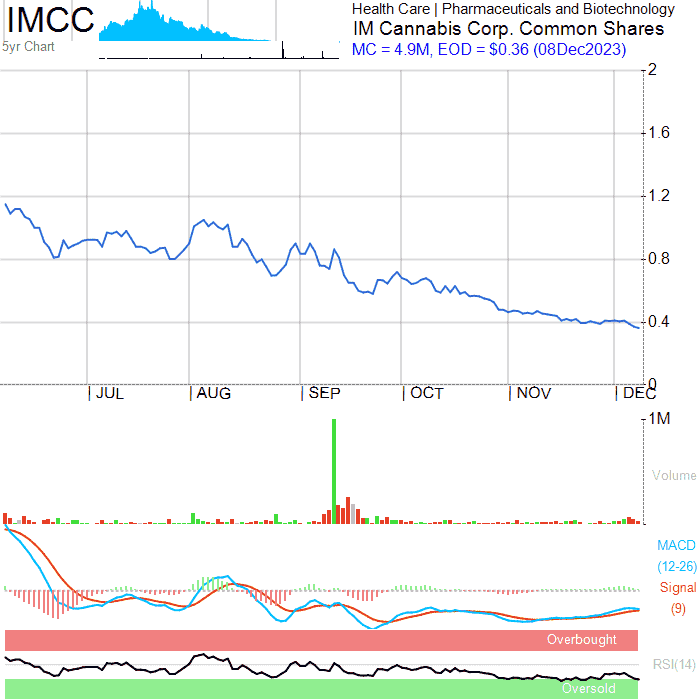 IMCC
5yr Chart
Health Care | Pharmaceuticals and Biotechnology
IM Cannabis Corp. Common Shares
MC = 4.9M, EOD = $0.36 (08Dec2023)
2
1.6
1.2
0.8
0.4
0
JUL AUG SEP OCT NOV DEC
1M
Volume
MACD
(12-26)
Signal
(9)
Overbought
RSI(14)
Oversold